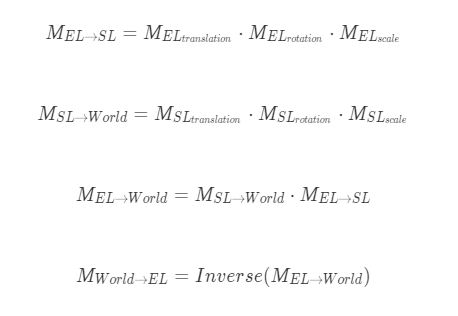 M_{EL→SL} = M_{EL_{translation}} · M_{EL_{rotation}} · M_{EL_{scale}}
M_{SL→World} = M_{SL_{translation}} · M_{SL_{rotation}} · M_{SL_{scale}}
M_{EL→World} = M_{SL→World} · M_{EL→SL}
M_{World→EL} = Inverse(M_{EL→World})